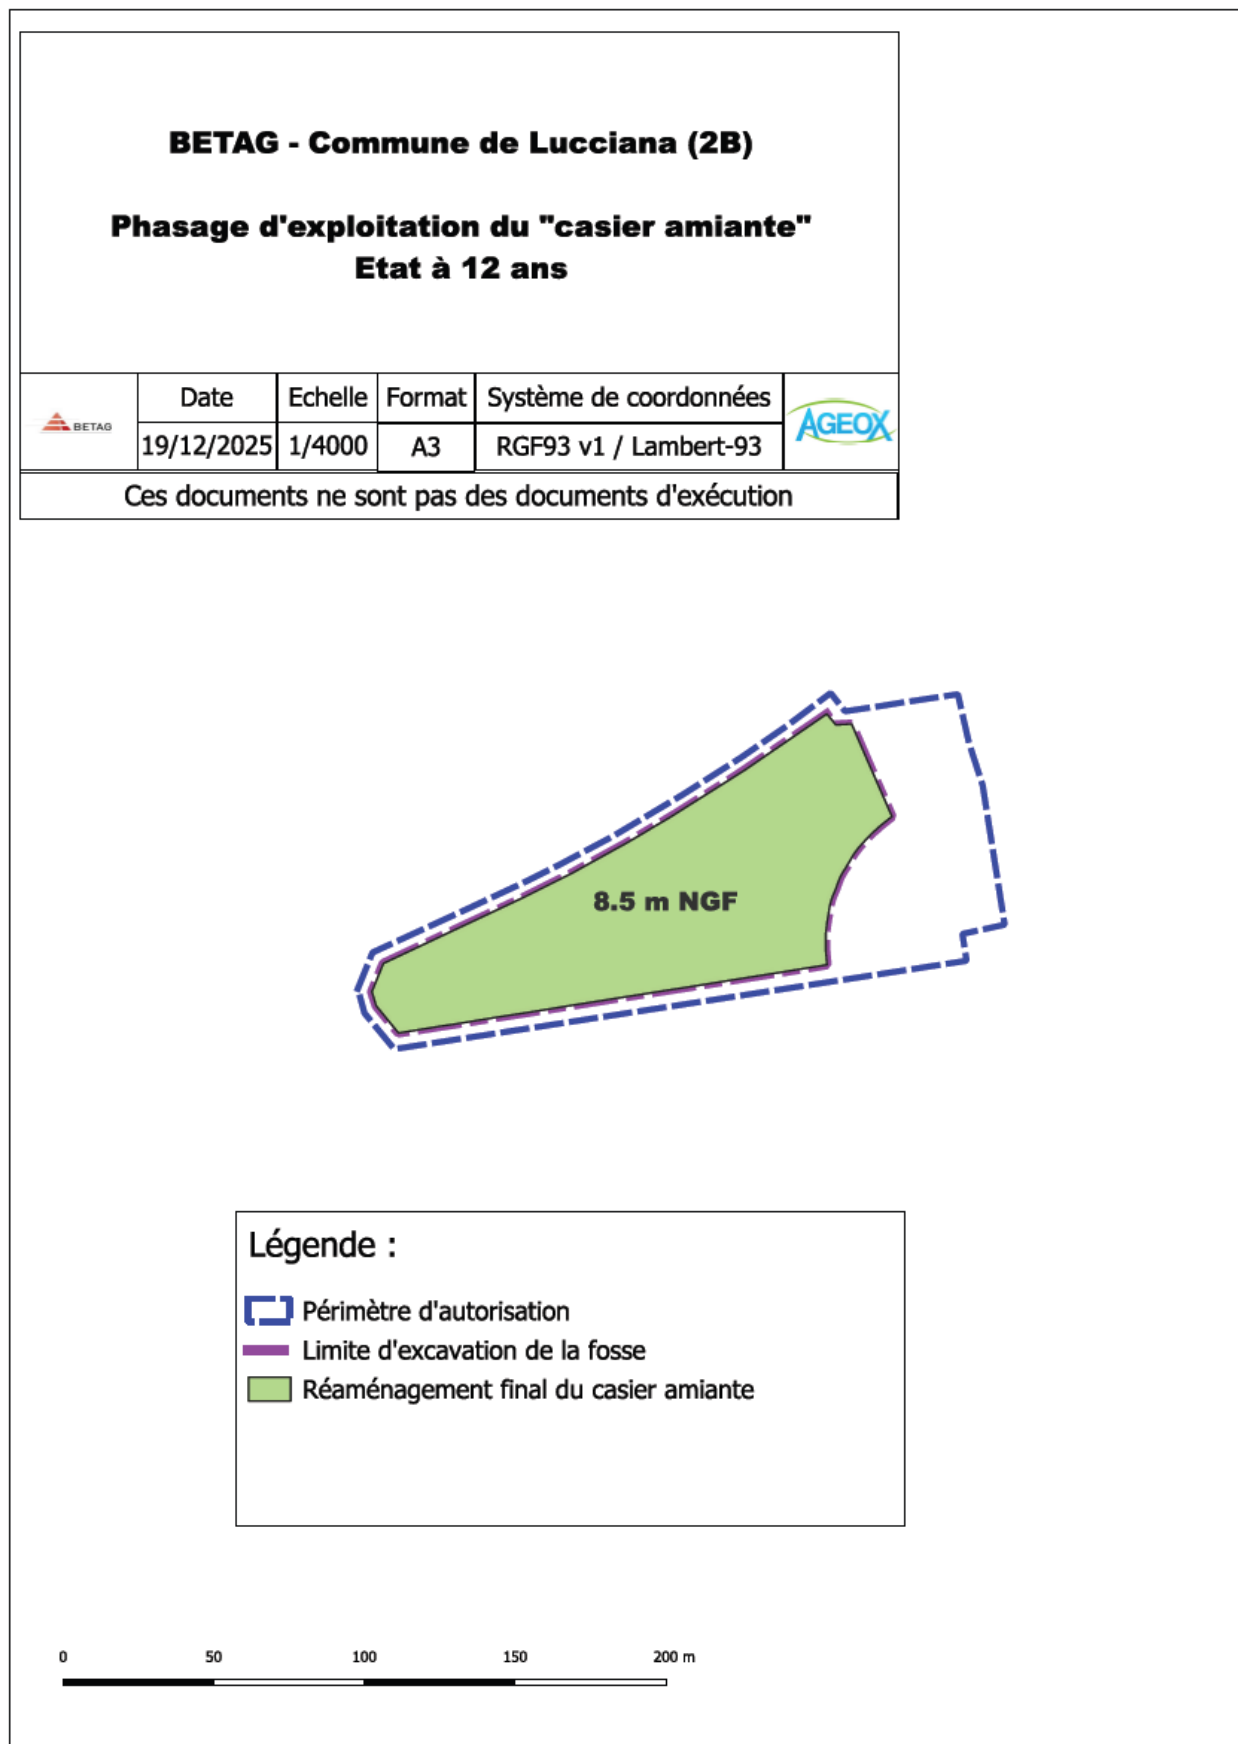 BETAG - Commune de Lucciana (2B)
Phasage d'exploitation du "casier amiante"
Etat à 12 ans
BETAG
Date
Echelle
Format
Système de coordonnées
AGEOX
19/12/2025
1/4000
A3
RGF93 v1 / Lambert-93
Ces documents ne sont pas des documents d'exécution
8.5 m NGF
Légende :
Périmètre d'autorisation
Limite d'excavation de la fosse
Réaménagement final du casier amiante
0 50 100 150 200 m